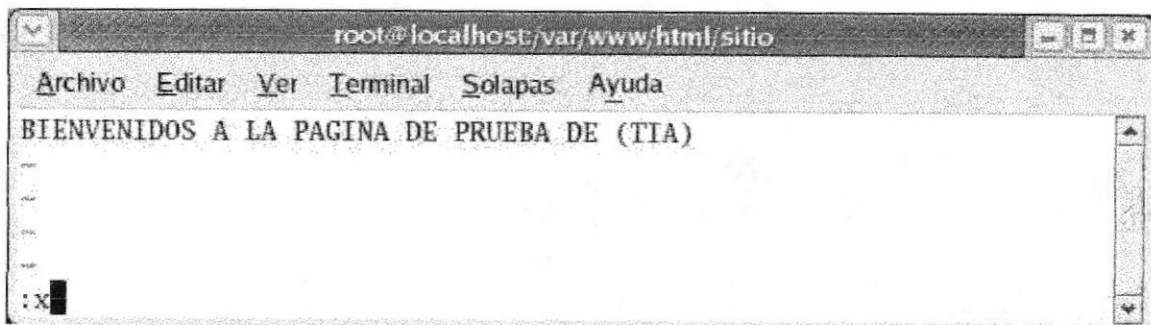 root@localhost:/var/www/html/sitio
Archivo Editar Ver Terminal Solapas Ayuda
BIENVENIDOS A LA PAGINA DE PRUEBA DE (TIA)
~
~
~
~
:x